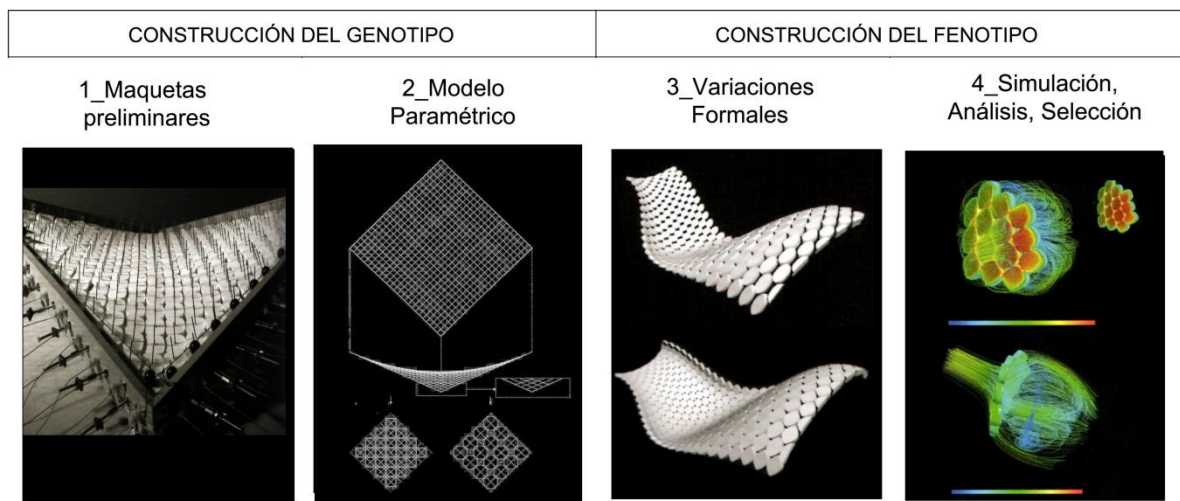 CONSTRUCCIÓN DEL GENOTIPO
CONSTRUCCIÓN DEL FENOTIPO
1_Maquetas
preliminares
2_Modelo
Paramétrico
3_Variaciones
Formales
4_Simulación,
Análisis, Selección